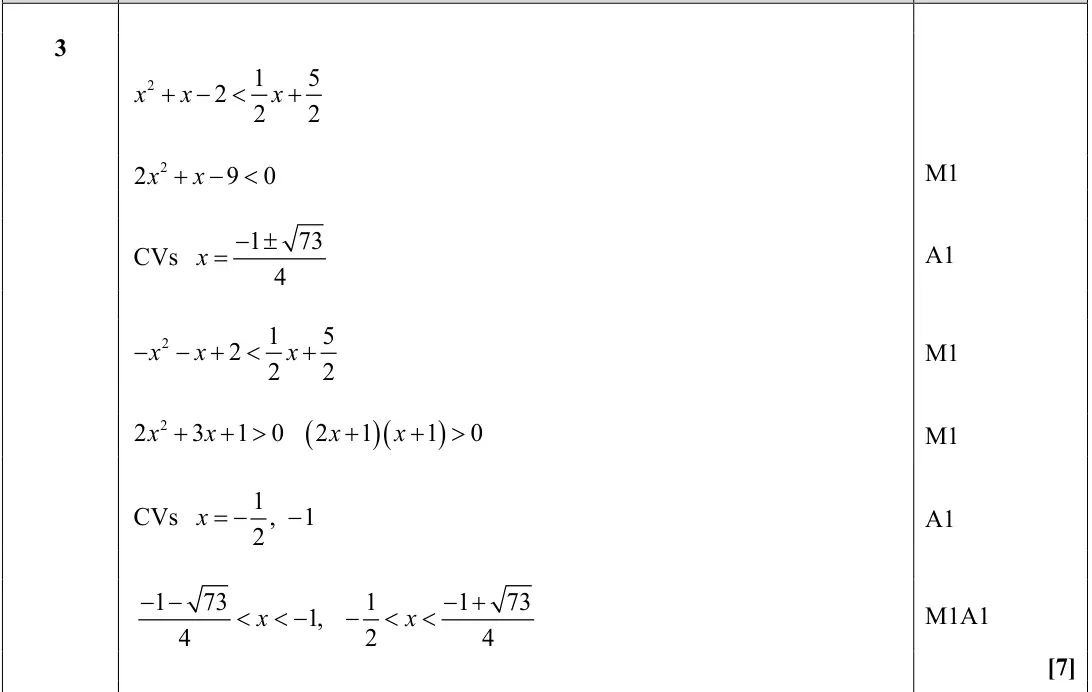 3
x² + x − 2 < 1/2 x + 5/2
2x² + x − 9 < 0 M1
CVs x = (−1 ± √73)/4 A1
−x² − x + 2 < 1/2 x + 5/2 M1
2x² + 3x + 1 > 0 (2x + 1)(x + 1) > 0 M1
CVs x = −1/2, −1 A1
(−1 − √73)/4 < x < −1, −1/2 < x < (−1 + √73)/4 M1A1
[7]